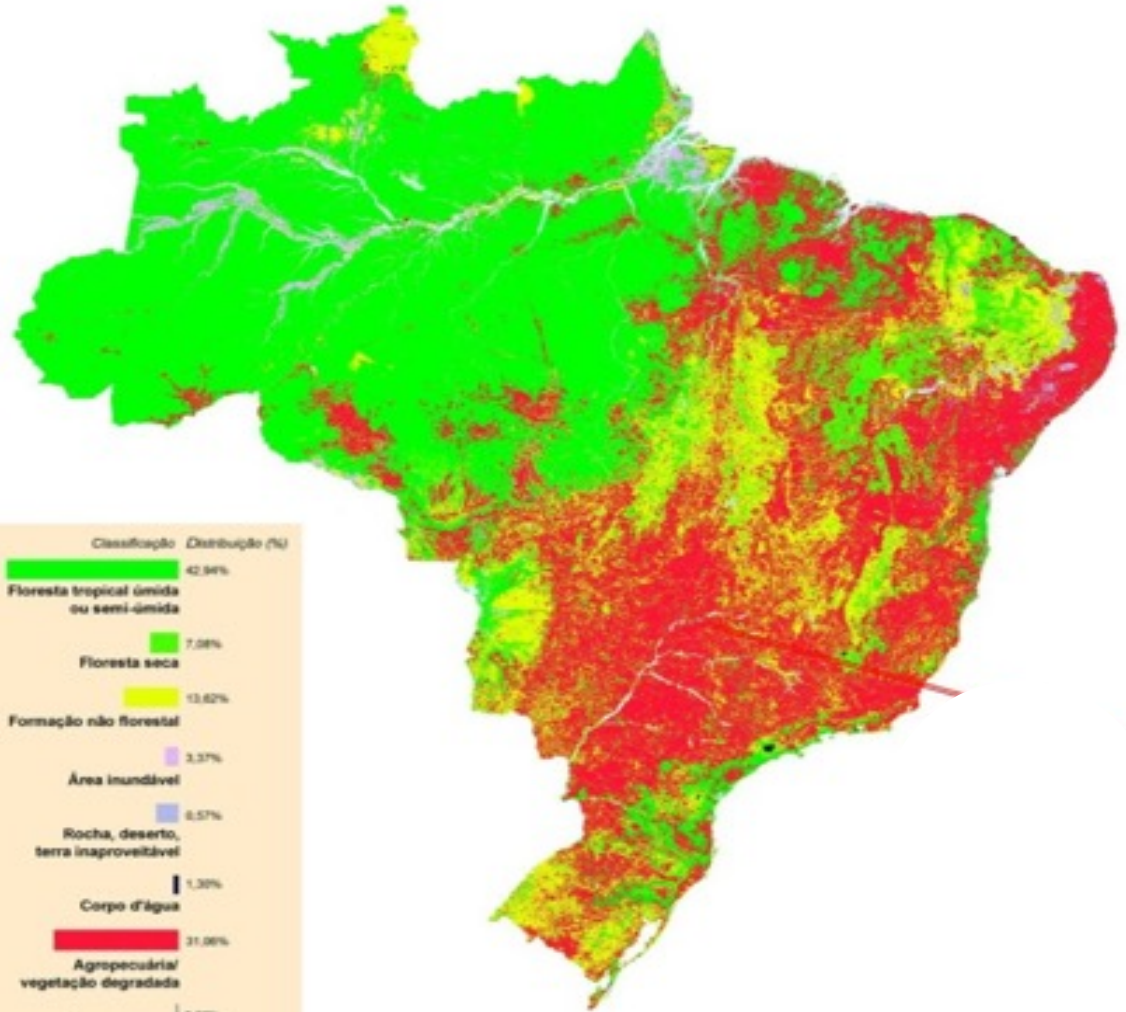 Classificação Distribuição (%)
42,94%
Floresta tropical úmida
ou semi-úmida
7,08%
Floresta seca
13,62%
Formação não florestal
3,37%
Área inundável
0,57%
Rocha, deserto,
terra inaproveitável
1,30%
Corpo d'água
31,06%
Agropecuária/
vegetação degradada